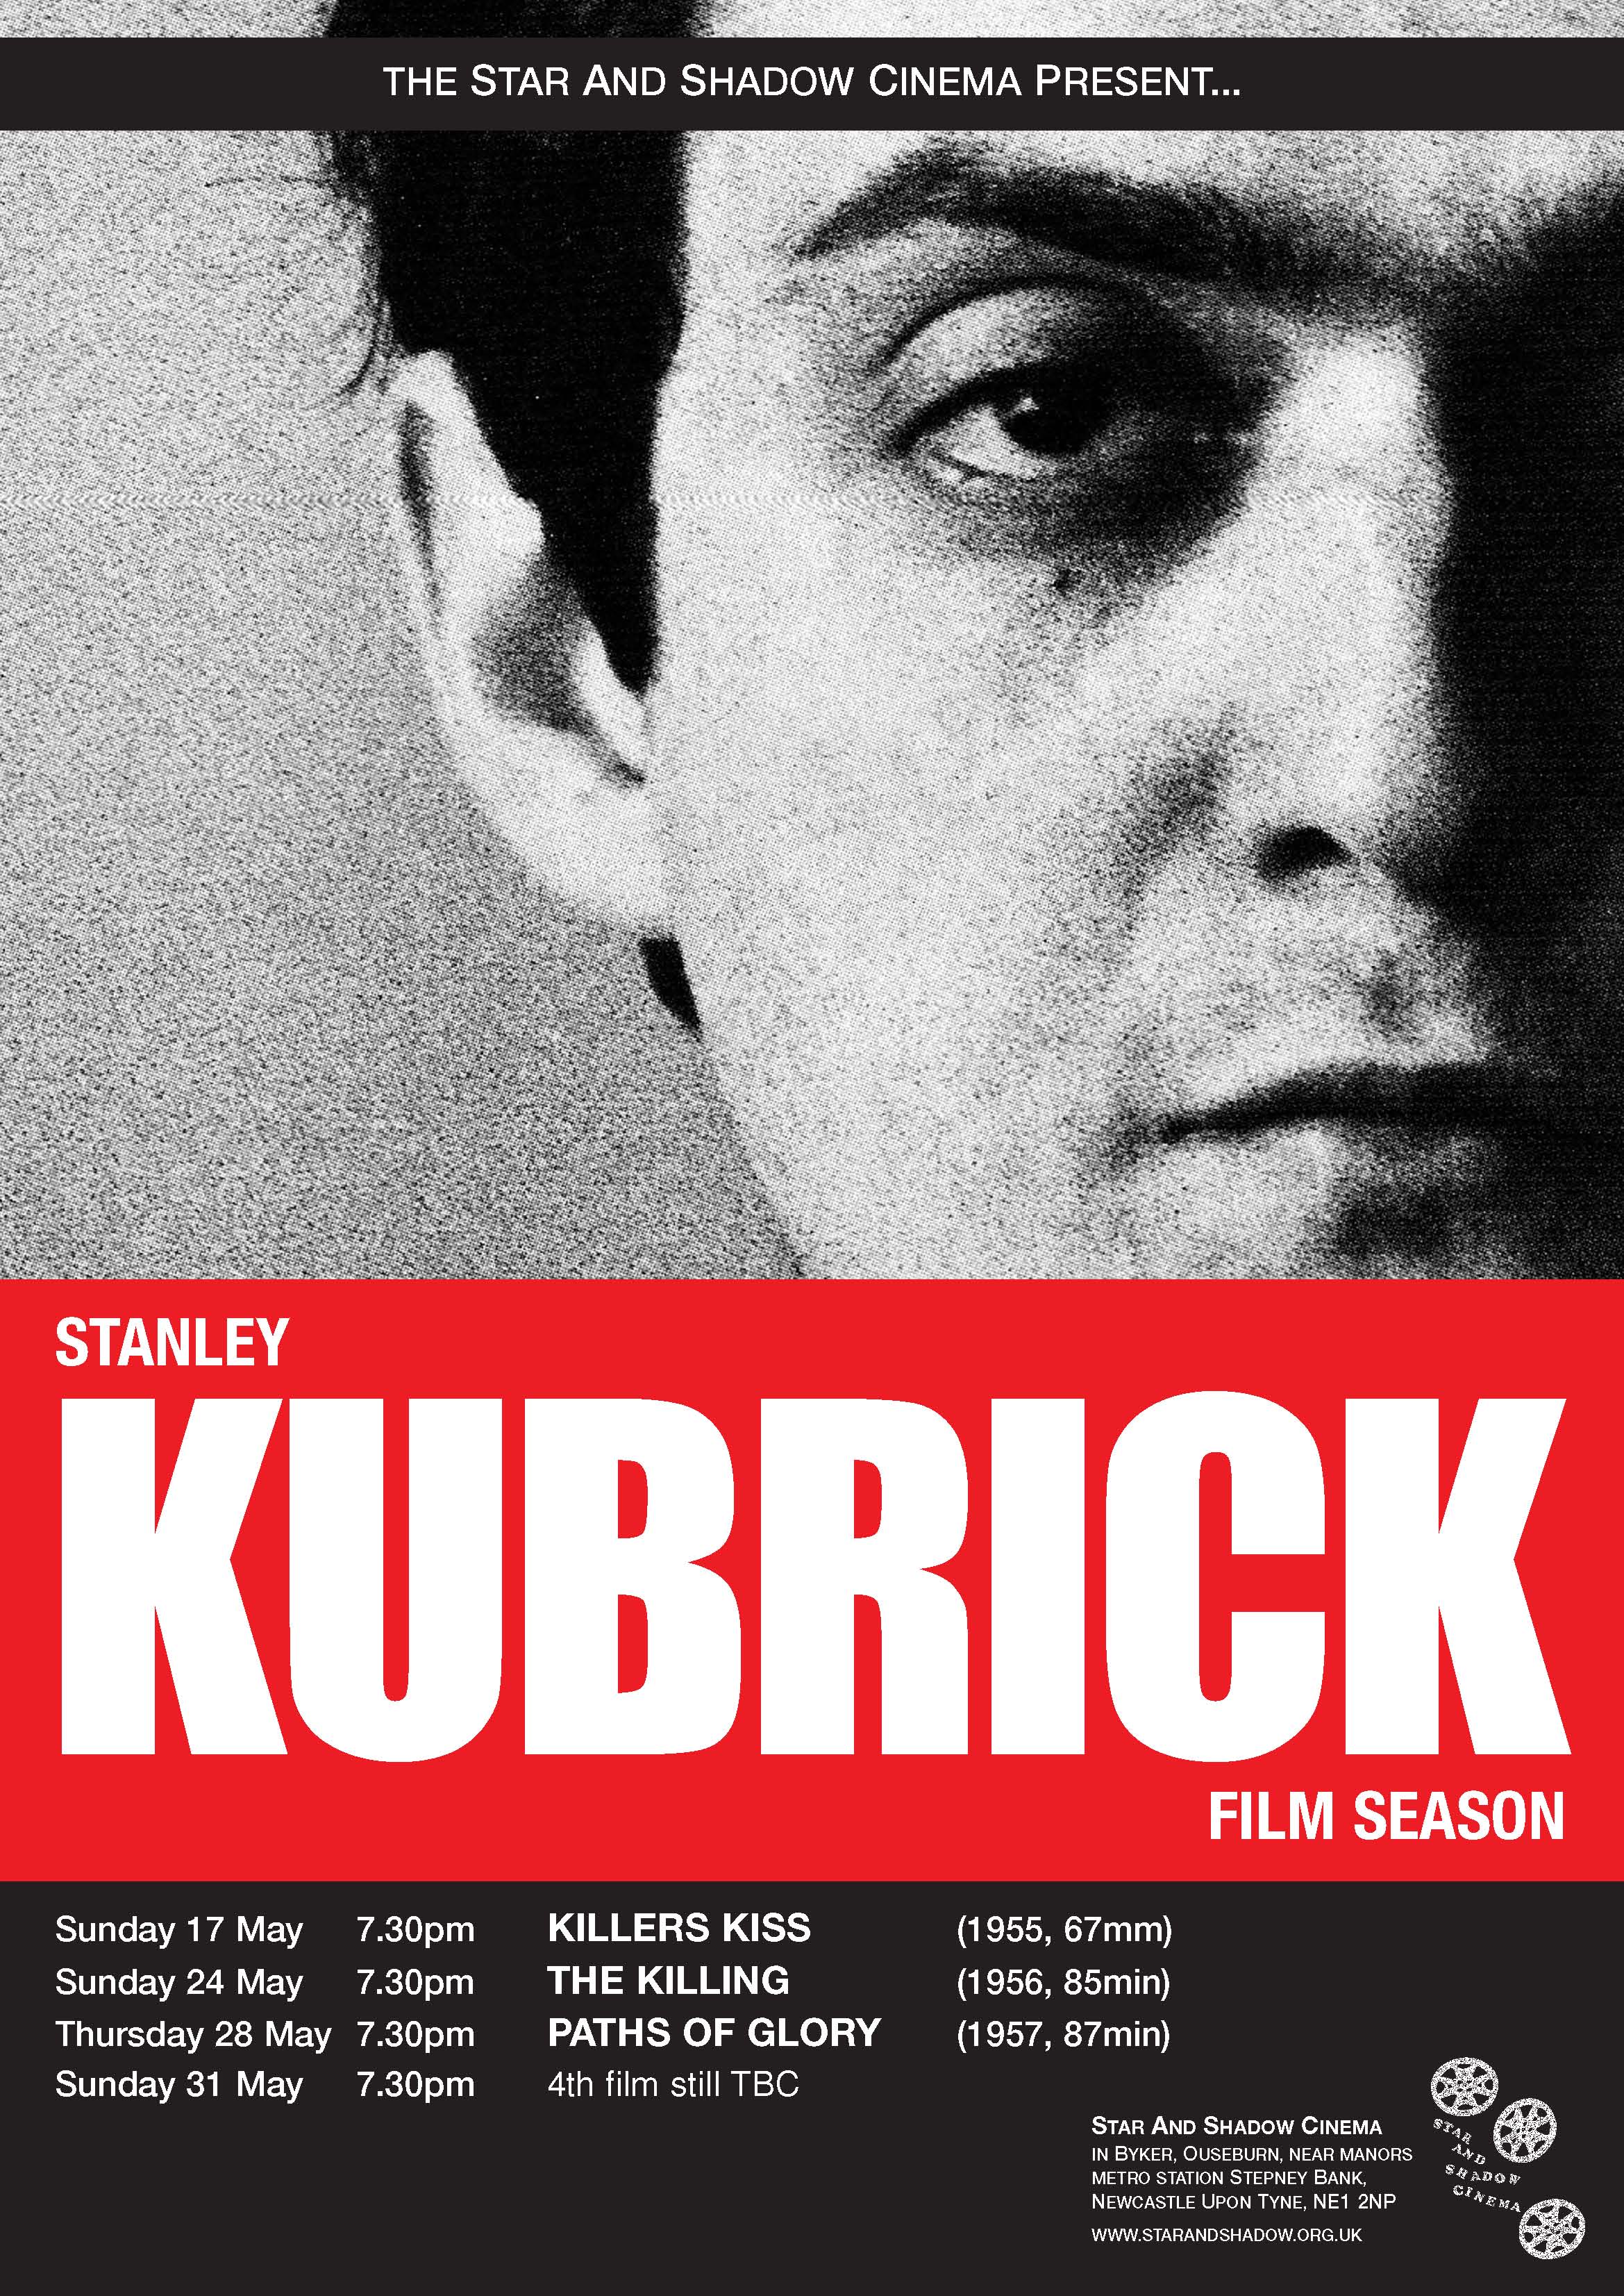 THE STAR AND SHADOW CINEMA PRESENT...
STANLEY
KUBRICK
FILM SEASON
Sunday 17 May 7.30pm KILLERS KISS (1955, 67mm)
Sunday 24 May 7.30pm THE KILLING (1956, 85min)
Thursday 28 May 7.30pm PATHS OF GLORY (1957, 87min)
Sunday 31 May 7.30pm 4th film still TBC
STAR AND SHADOW CINEMA
IN BYKER, OUSEBURN, NEAR MANORS
METRO STATION STEPNEY BANK,
NEWCASTLE UPON TYNE, NE1 2NP
WWW.STARANDSHADOW.ORG.UK
STAR
AND
SHADOW
CINEMA